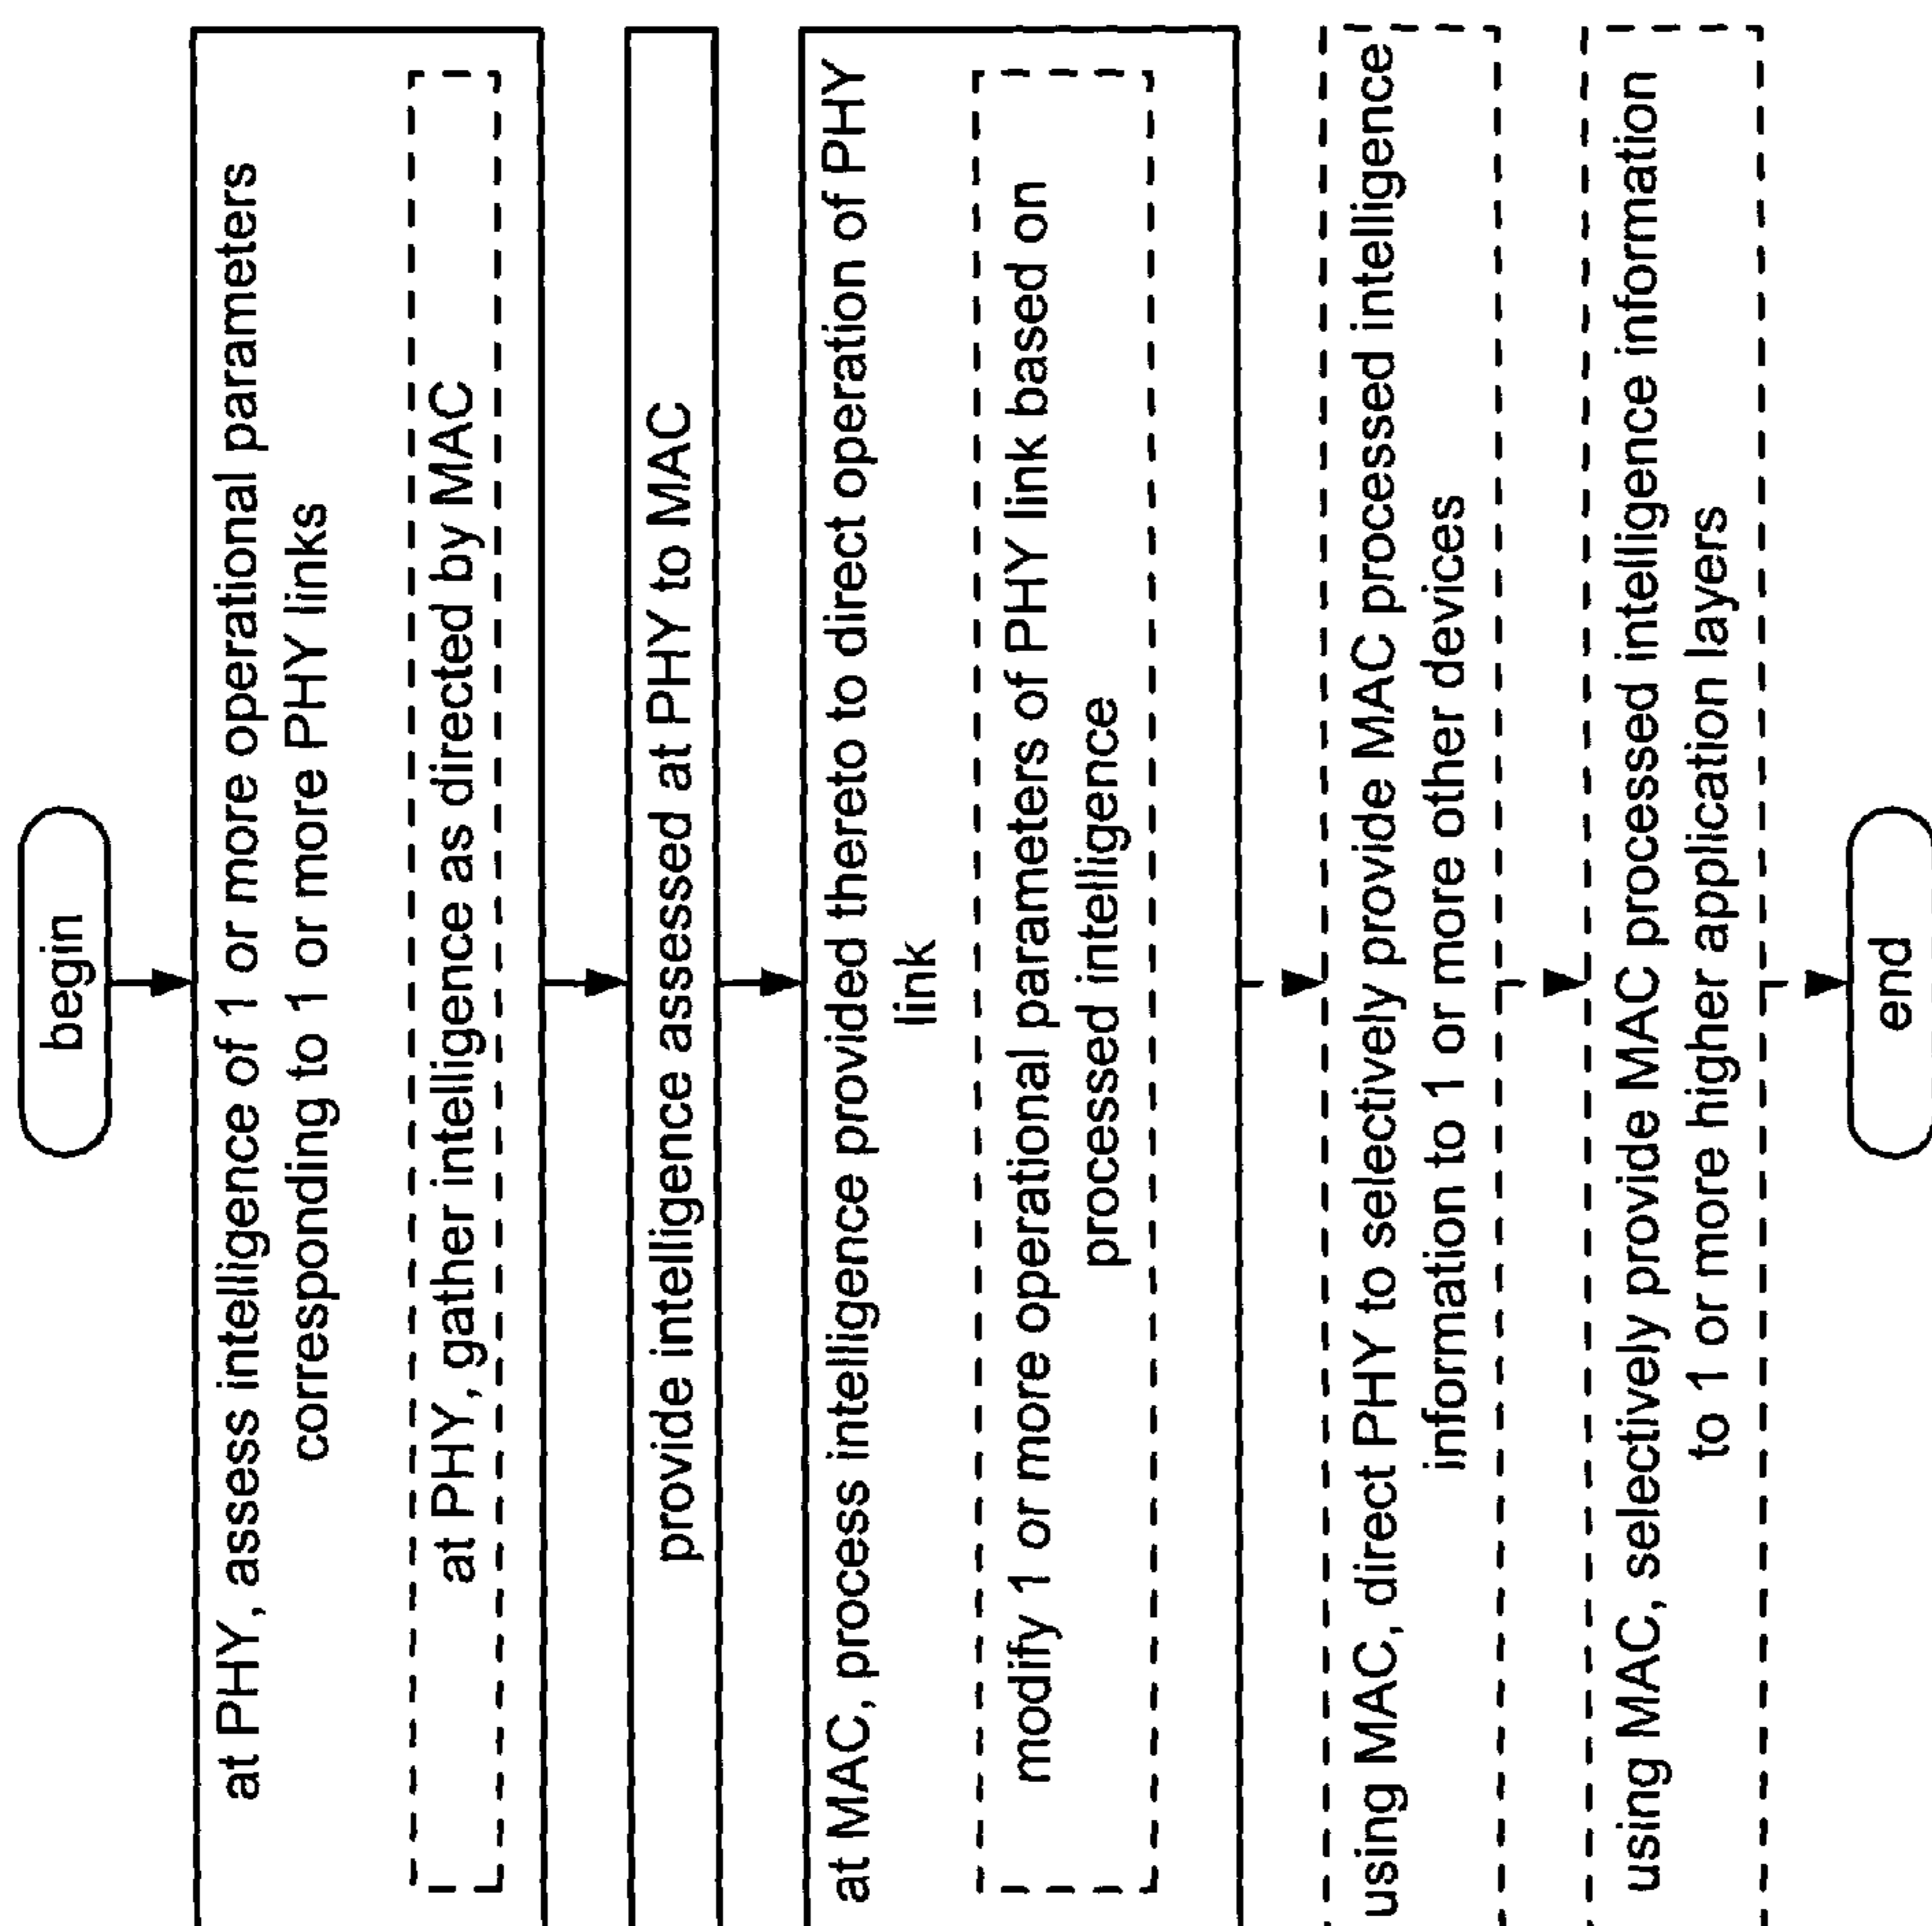 begin
at PHY, assess intelligence of 1 or more operational parameters
corresponding to 1 or more PHY links
at PHY, gather intelligence as directed by MAC
provide intelligence assessed at PHY to MAC
at MAC, process intelligence provided thereto to direct operation of PHY
link
modify 1 or more operational parameters of PHY link based on
processed intelligence
using MAC, direct PHY to selectively provide MAC processed intelligence
information to 1 or more other devices
using MAC, selectively provide MAC processed intelligence information
to 1 or more higher application layers
end